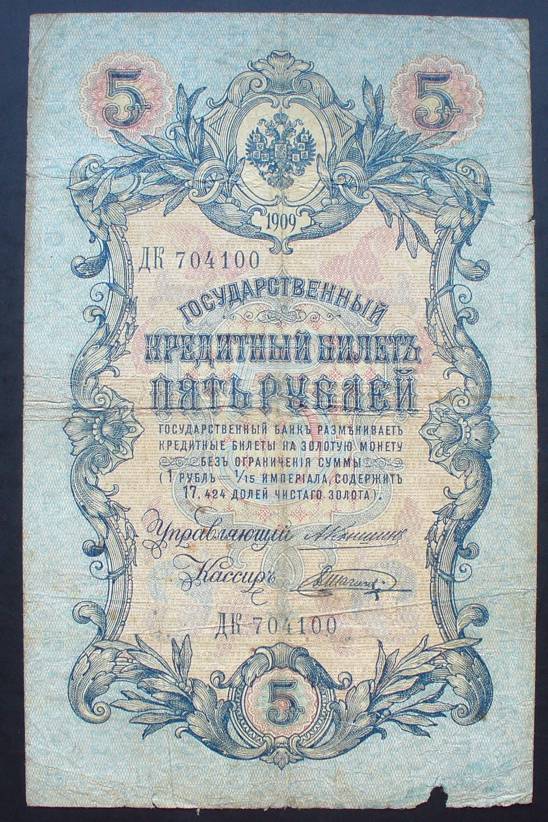 5 5
1909
ДК 704100
ГОСУДАРСТВЕННЫЙ
КРЕДИТНЫЙ БИЛЕТЪ
ПЯТЬ РУБЛЕЙ
ГОСУДАРСТВЕННЫЙ БАНКЪ РАЗМѢНИВАЕТЪ
КРЕДИТНЫЕ БИЛЕТЫ НА ЗОЛОТУЮ МОНЕТУ
БЕЗЪ ОГРАНИЧЕНІЯ СУММЫ
(1 РУБЛЬ — 1/15 ИМПЕРІАЛА, СОДЕРЖИТЪ
17,424 ДОЛЕЙ ЧИСТАГО ЗОЛОТА).
Управляющій
Кассиръ
ДК 704100
5